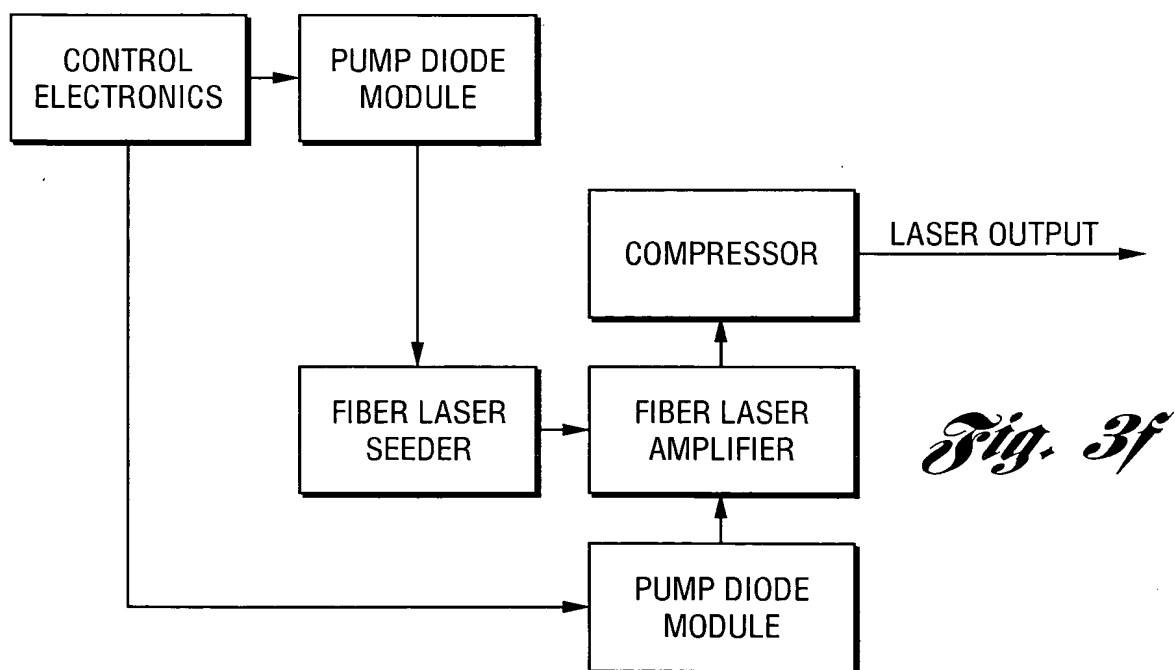 CONTROL
ELECTRONICS
PUMP DIODE
MODULE
COMPRESSOR
LASER OUTPUT
FIBER LASER
SEEDER
FIBER LASER
AMPLIFIER
Fig. 3f
PUMP DIODE
MODULE